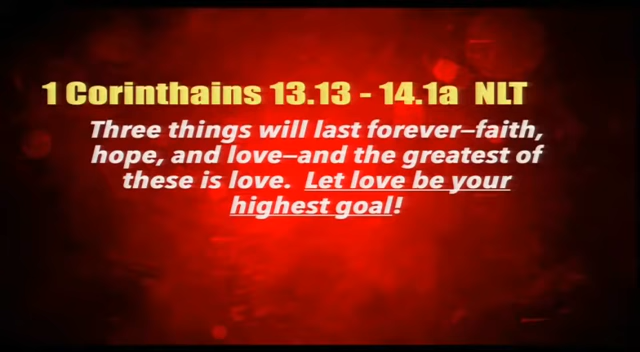 1 Corinthains 13.13 - 14.1a NLT
Three things will last forever—faith,
hope, and love—and the greatest of
these is love. Let love be your
highest goal!